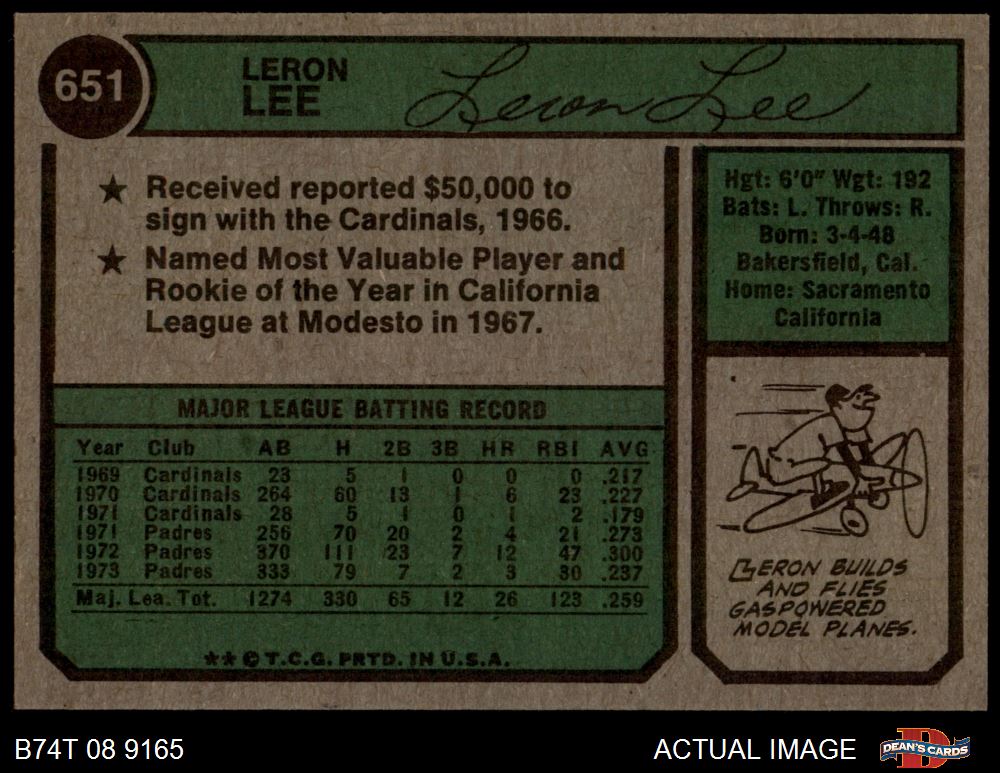 651
LERON
LEE
Leron Lee
★ Received reported $50,000 to
sign with the Cardinals, 1966.
★ Named Most Valuable Player and
Rookie of the Year in California
League at Modesto in 1967.
Hgt: 6'0" Wgt: 192
Bats: L. Throws: R.
Born: 3-4-48
Bakersfield, Cal.
Home: Sacramento
California
MAJOR LEAGUE BATTING RECORD
Year Club AB H 2B 3B HR RBI AVG
1969 Cardinals 23 5 1 0 0 0 .217
1970 Cardinals 264 60 13 1 6 23 .227
1971 Cardinals 28 5 1 0 1 2 .179
1971 Padres 256 70 20 2 4 21 .273
1972 Padres 370 111 23 7 12 47 .300
1973 Padres 333 79 7 2 3 30 .237
Maj. Lea. Tot. 1274 330 65 12 26 123 .259
★★ © T.C.G. PRTD. IN U.S.A.
LERON BUILDS
AND FLIES
GASPOWERED
MODEL PLANES.
B74T 08 9165
ACTUAL IMAGE
D
DEAN'S CARDS